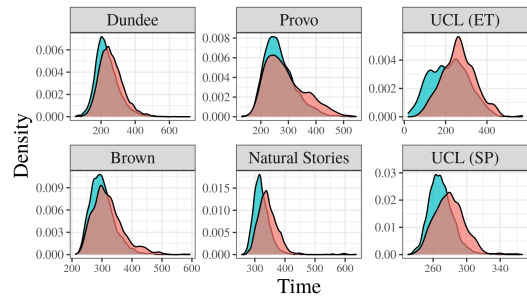 Dundee Provo UCL (ET)
0.006 0.008
0.006 0.004
0.004
0.004
0.002
0.002 0.002
0.000 0.000 0.000
200 400 600 200 300 400 500 0 200 400
Density
Brown Natural Stories UCL (SP)
0.03
0.009 0.015
0.02
0.006 0.010
0.003 0.005 0.01
0.000 0.000 0.00
200 300 400 500 600 300 400 500 600 260 300 340
Time